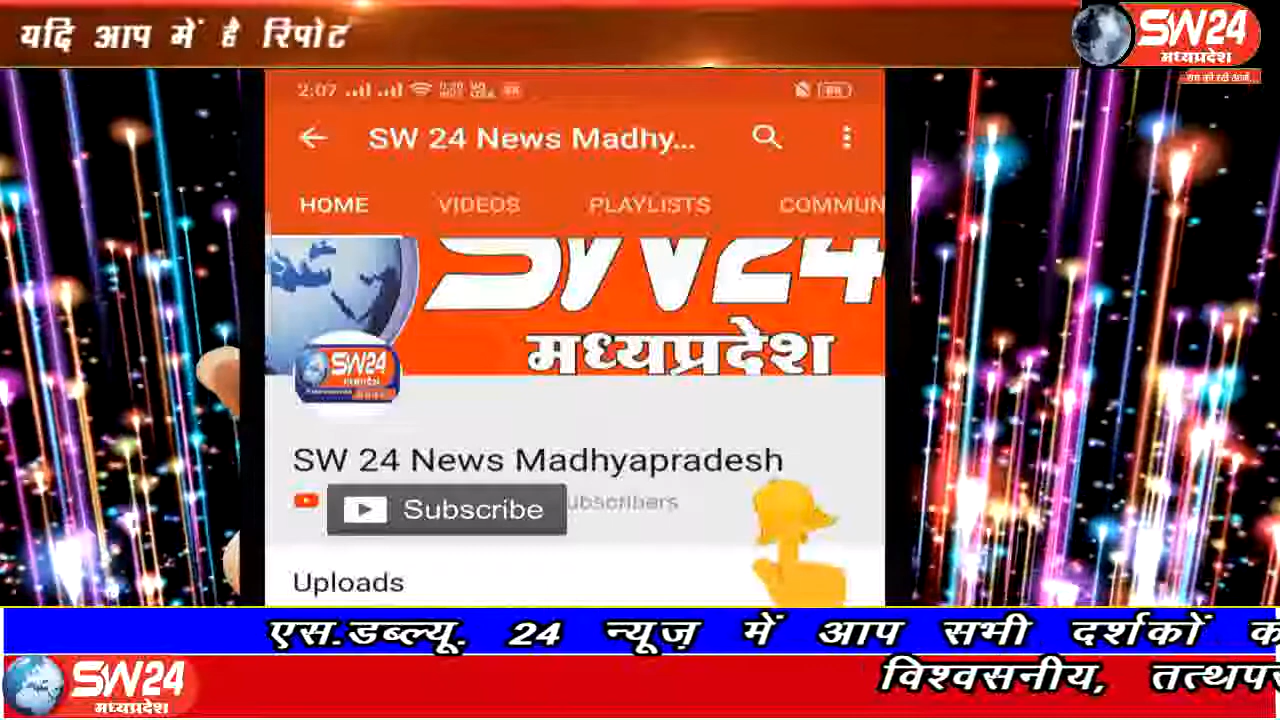 यदि आप में है रिपोर्ट
SW24
मध्यप्रदेश
2:07
SW 24 News Madhy...
HOME VIDEOS PLAYLISTS COMMUN
SW24
मध्यप्रदेश
SW24
SW 24 News Madhyapradesh
Subscribe ubscribers
Uploads
एस.डब्ल्यू. 24 न्यूज़ में आप सभी दर्शकों क
विश्वसनीय, तत्थपर
SW24
मध्यप्रदेश